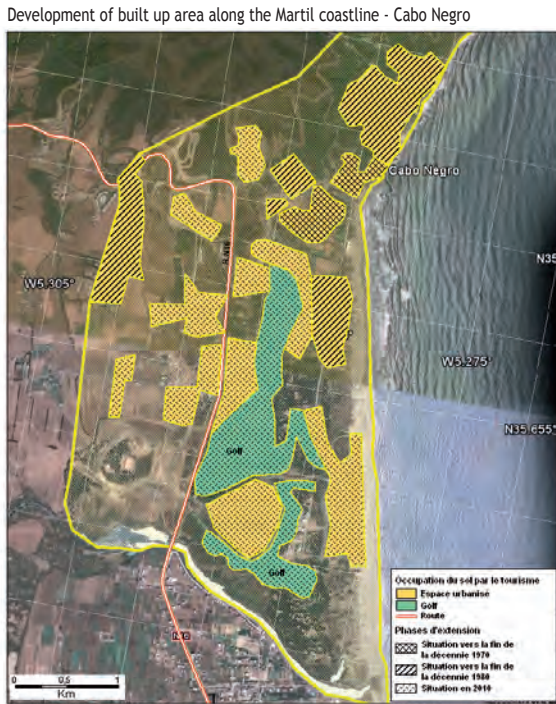 Development of built up area along the Martil coastline - Cabo Negro
Cabo Negro
N35
W5.305°
W5.275°
N35.655°
Golf
Golf
Occupation du sol par le tourisme
Espace urbanisé
Golf
Route
Phases d'extension
Situation vers la fin de
la décennie 1970
Situation vers la fin de
la décennie 1980
Situation en 2010
0 0,5 1
Km